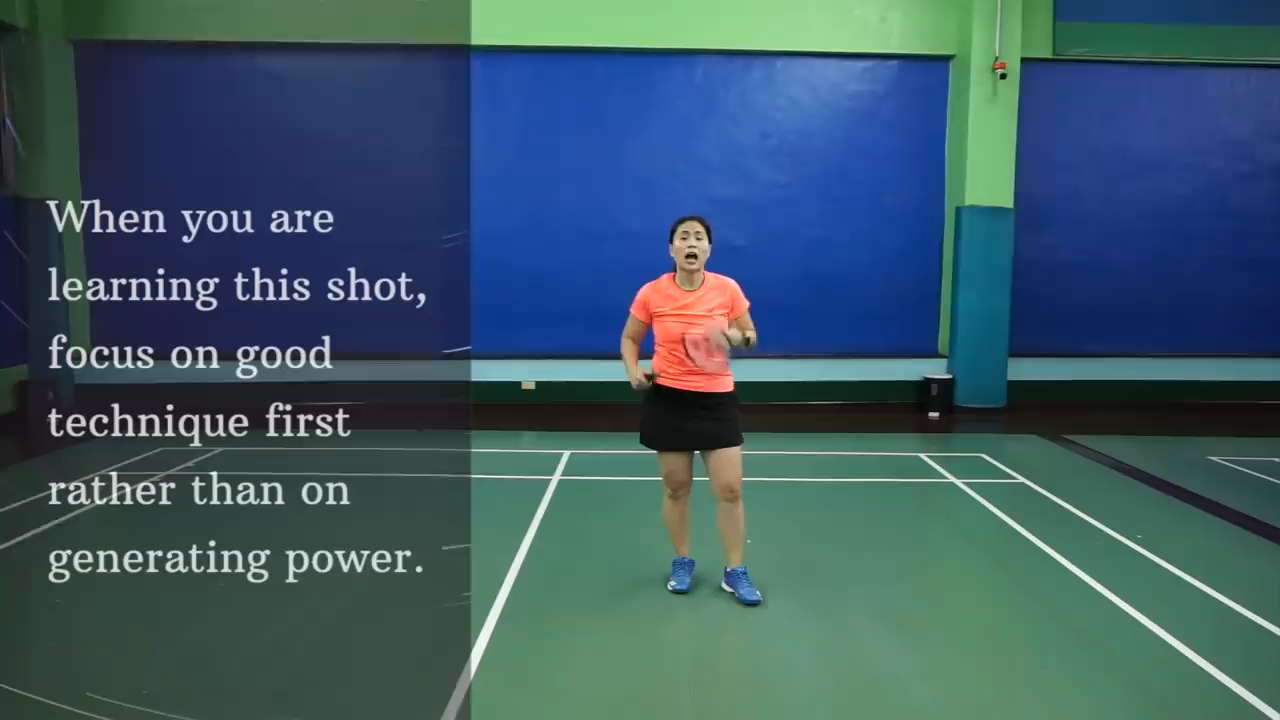 When you are
learning this shot,
focus on good
technique first
rather than on
generating power.